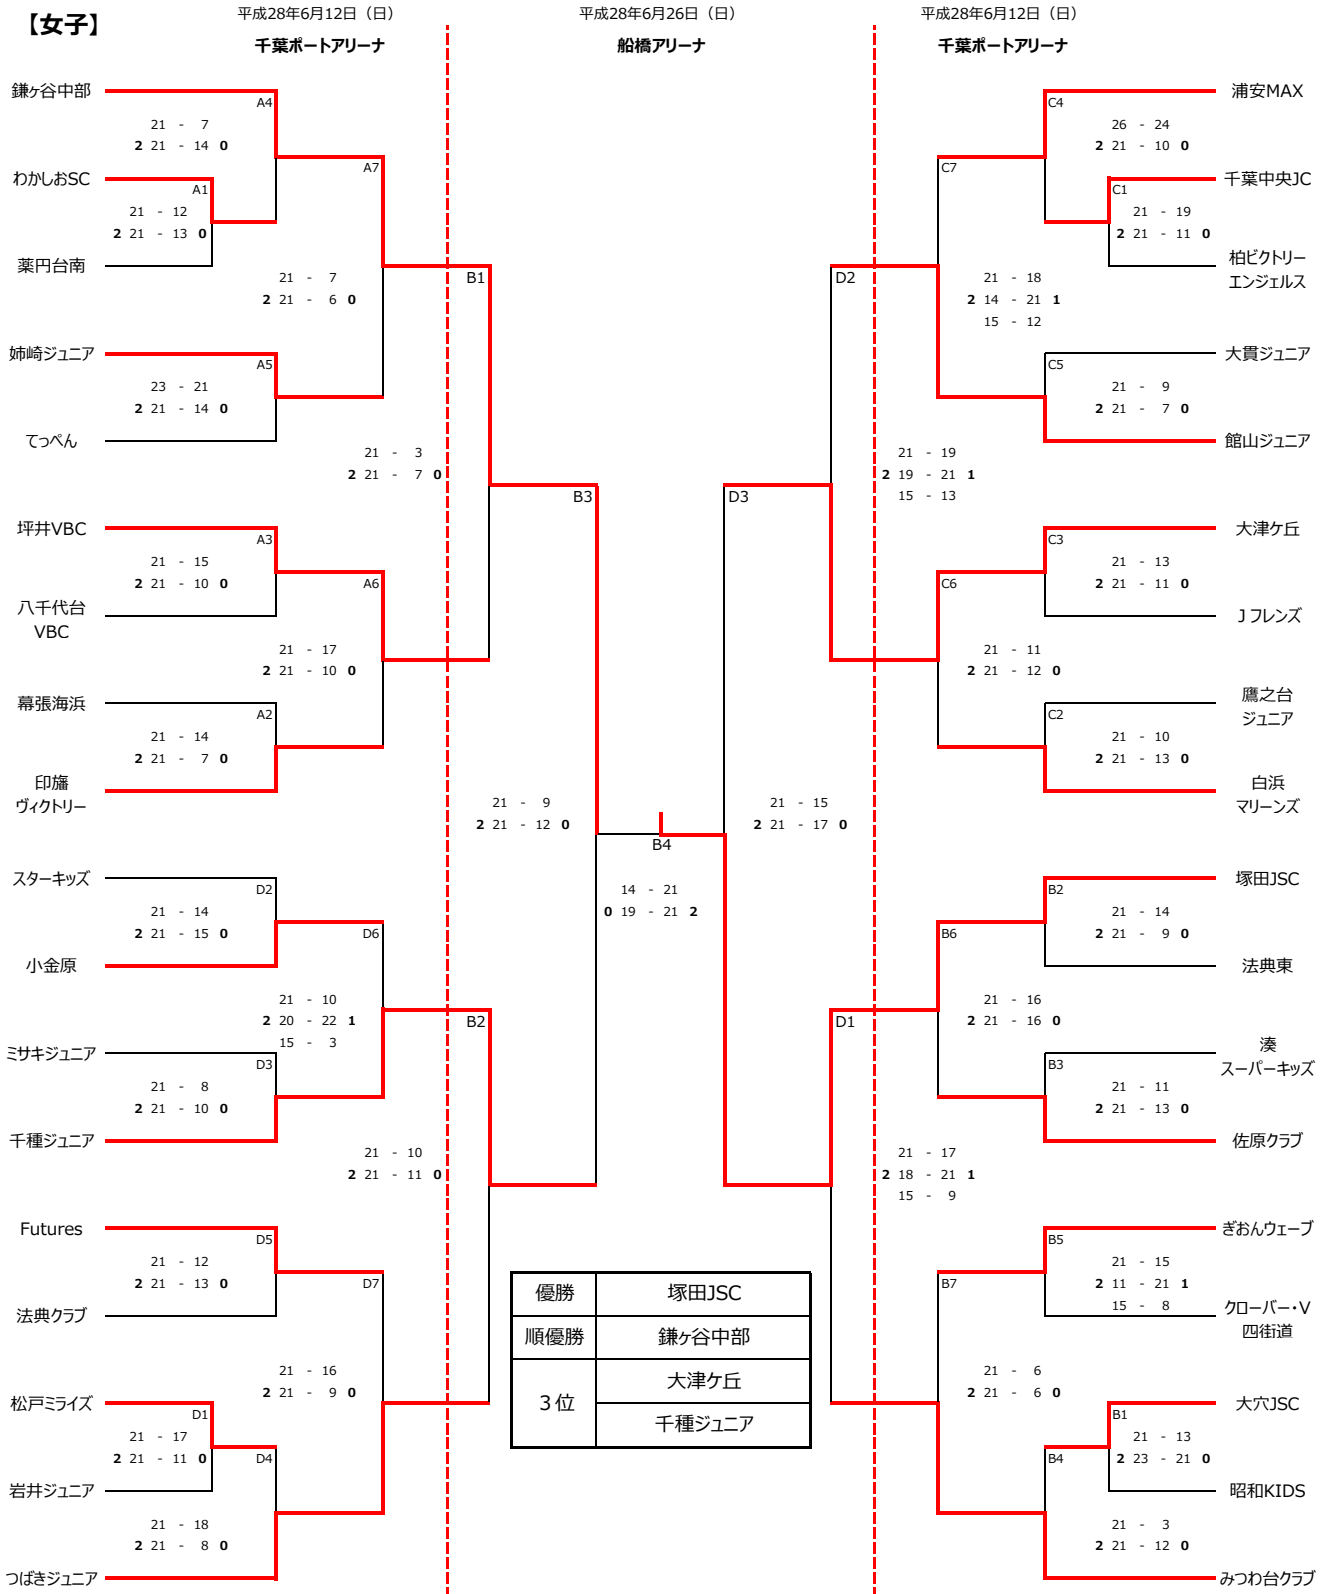 【女子】
平成28年6月12日（日）
千葉ポートアリーナ
平成28年6月26日（日）
船橋アリーナ
平成28年6月12日（日）
千葉ポートアリーナ
鎌ヶ谷中部
A4
21 - 7
2 21 - 14 0
わかしおSC
A1
21 - 12
2 21 - 13 0
薬円台南
A7
21 - 7
2 21 - 6 0
姉崎ジュニア
A5
23 - 21
2 21 - 14 0
てっぺん
B1
21 - 3
2 21 - 7 0
坪井VBC
A3
21 - 15
2 21 - 10 0
八千代台
VBC
A6
21 - 17
2 21 - 10 0
幕張海浜
A2
21 - 14
2 21 - 7 0
印旛
ヴィクトリー
B3
21 - 9
2 21 - 12 0
スターキッズ
D2
21 - 14
2 21 - 15 0
小金原
D6
21 - 10
2 20 - 22 1
15 - 3
ミサキジュニア
D3
21 - 8
2 21 - 10 0
千種ジュニア
B2
21 - 10
2 21 - 11 0
Futures
D5
21 - 12
2 21 - 13 0
法典クラブ
D7
21 - 16
2 21 - 9 0
松戸ミライズ
D1
21 - 17
2 21 - 11 0
岩井ジュニア
D4
21 - 18
2 21 - 8 0
つばきジュニア
B4
14 - 21
0 19 - 21 2
優勝 塚田JSC
順優勝 鎌ヶ谷中部
3位 大津ケ丘
千種ジュニア
浦安MAX
C4
26 - 24
2 21 - 10 0
千葉中央JC
C1
21 - 19
2 21 - 11 0
柏ビクトリー
エンジェルス
C7
21 - 18
2 14 - 21 1
15 - 12
大貫ジュニア
C5
21 - 9
2 21 - 7 0
館山ジュニア
D2
21 - 19
2 19 - 21 1
15 - 13
大津ケ丘
C3
21 - 13
2 21 - 11 0
Jフレンズ
C6
21 - 11
2 21 - 12 0
鷹之台
ジュニア
C2
21 - 10
2 21 - 13 0
白浜
マリーンズ
D3
21 - 15
2 21 - 17 0
塚田JSC
B2
21 - 14
2 21 - 9 0
法典東
B6
21 - 16
2 21 - 16 0
湊
スーパーキッズ
B3
21 - 11
2 21 - 13 0
佐原クラブ
D1
21 - 17
2 18 - 21 1
15 - 9
ぎおんウェーブ
B5
21 - 15
2 11 - 21 1
15 - 8
クローバー・V
四街道
B7
21 - 6
2 21 - 6 0
大穴JSC
B1
21 - 13
2 23 - 21 0
昭和KIDS
B4
21 - 3
2 21 - 12 0
みつわ台クラブ